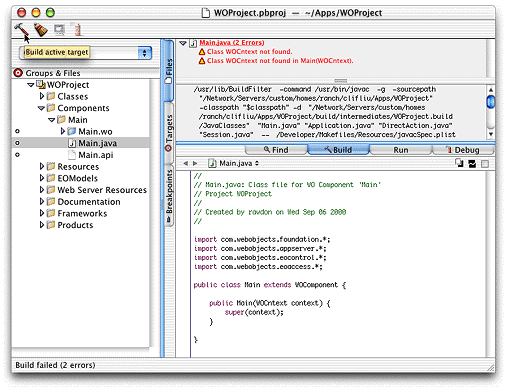 WOProject.pbproj — ~/Apps/WOProject
Build active target
Groups & Files
WOProject
Classes
Components
Main
Main.wo
Main.java
Main.api
Resources
EOModels
Web Server Resources
Documentation
Frameworks
Products
Files
Targets
Breakpoints
Main.java (2 Errors)
Class WOCntext not found.
Class WOCntext not found in Main(WOCntext).
/usr/lib/BuildFilter -command /usr/bin/javac -g -sourcepath
"/Network/Servers/custom/homes/ranch/clifliu/Apps/WOProject"
-classpath "$classpath" -d "/Network/Servers/custom/homes
/ranch/clifliu/Apps/WOProject/build/intermediates/WOProject.build
/JavaClasses" "Main.java" "Application.java" "DirectAction.java"
"Session.java" -- /Developer/Makefiles/Resources/javacSpec.plist
Find
Build
Run
Debug
Main.java
//
// Main.java: Class file for WO Component 'Main'
// Project WOProject
//
// Created by rowdon on Wed Sep 06 2000
//
import com.webobjects.foundation.*;
import com.webobjects.appserver.*;
import com.webobjects.eocontrol.*;
import com.webobjects.eoaccess.*;
public class Main extends WOComponent {
public Main(WOCntext context) {
super(context);
}
}
Build failed (2 errors)